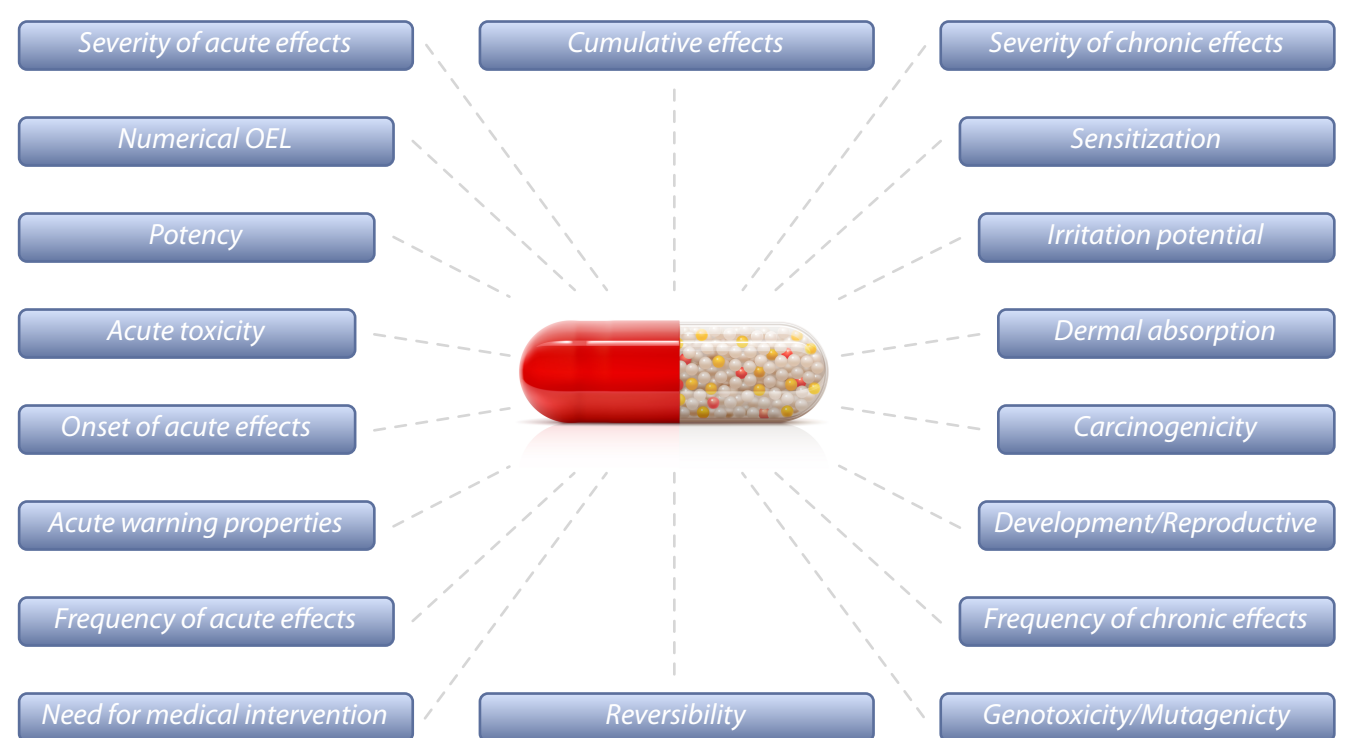 Severity of acute effects
Cumulative effects
Severity of chronic effects
Numerical OEL
Sensitization
Potency
Irritation potential
Acute toxicity
Dermal absorption
Onset of acute effects
Carcinogenicity
Acute warning properties
Development/Reproductive
Frequency of acute effects
Frequency of chronic effects
Need for medical intervention
Reversibility
Genotoxicity/Mutagenicty